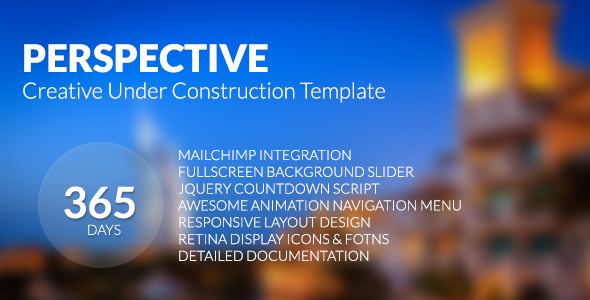 PERSPECTIVE
Creative Under Construction Template
365
DAYS
MAILCHIMP INTEGRATION
FULLSCREEN BACKGROUND SLIDER
JQUERY COUNTDOWN SCRIPT
AWESOME ANIMATION NAVIGATION MENU
RESPONSIVE LAYOUT DESIGN
RETINA DISPLAY ICONS & FOTNS
DETAILED DOCUMENTATION